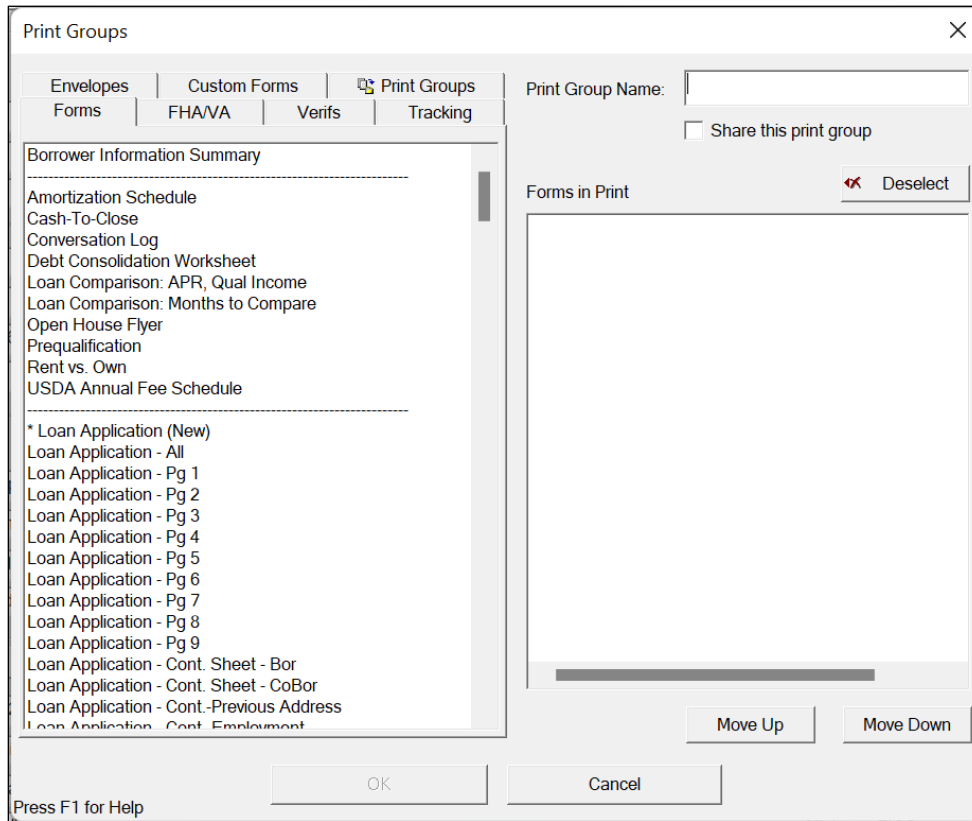 Print Groups
Envelopes
Custom Forms
Print Groups
Forms
FHA/VA
Verifs
Tracking
Borrower Information Summary
--------------------------------------------------------------------------
Amortization Schedule
Cash-To-Close
Conversation Log
Debt Consolidation Worksheet
Loan Comparison: APR, Qual Income
Loan Comparison: Months to Compare
Open House Flyer
Prequalification
Rent vs. Own
USDA Annual Fee Schedule
--------------------------------------------------------------------------
* Loan Application (New)
Loan Application - All
Loan Application - Pg 1
Loan Application - Pg 2
Loan Application - Pg 3
Loan Application - Pg 4
Loan Application - Pg 5
Loan Application - Pg 6
Loan Application - Pg 7
Loan Application - Pg 8
Loan Application - Pg 9
Loan Application - Cont. Sheet - Bor
Loan Application - Cont. Sheet - CoBor
Loan Application - Cont.-Previous Address
Loan Application - Cont. Employment
Print Group Name:
Share this print group
Forms in Print
Deselect
Move Up
Move Down
OK
Cancel
Press F1 for Help